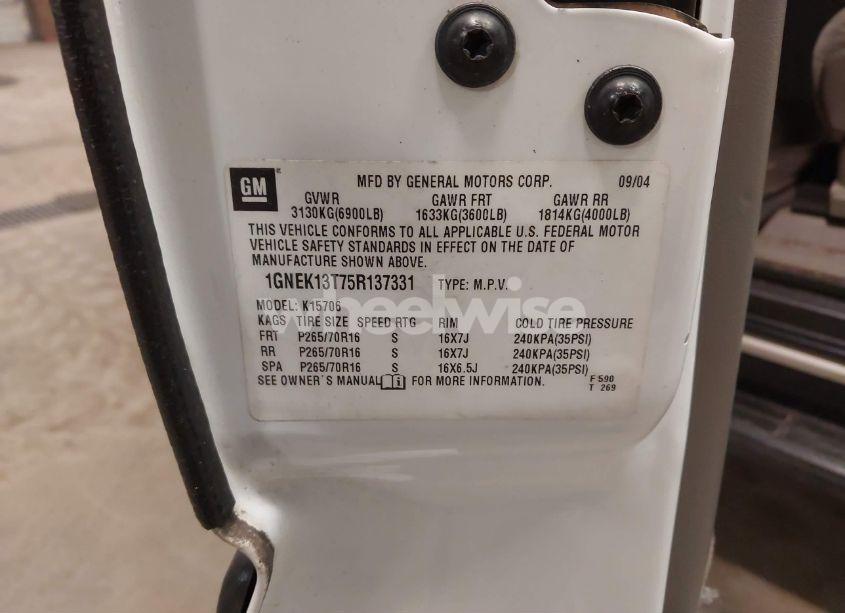 GM
MFD BY GENERAL MOTORS CORP. 09/04
GVWR GAWR FRT GAWR RR
3130KG(6900LB) 1633KG(3600LB) 1814KG(4000LB)
THIS VEHICLE CONFORMS TO ALL APPLICABLE U.S. FEDERAL MOTOR
VEHICLE SAFETY STANDARDS IN EFFECT ON THE DATE OF
MANUFACTURE SHOWN ABOVE.
1GNEK13T75R137331 TYPE: M.P.V.
MODEL: K15706
wheelwise
KAGS TIRE SIZE SPEED RTG RIM COLD TIRE PRESSURE
FRT P265/70R16 S 16X7J 240KPA(35PSI)
RR P265/70R16 S 16X7J 240KPA(35PSI)
SPA P265/70R16 S 16X6.5J 240KPA(35PSI)
SEE OWNER'S MANUAL FOR MORE INFORMATION.
F 590
T 269